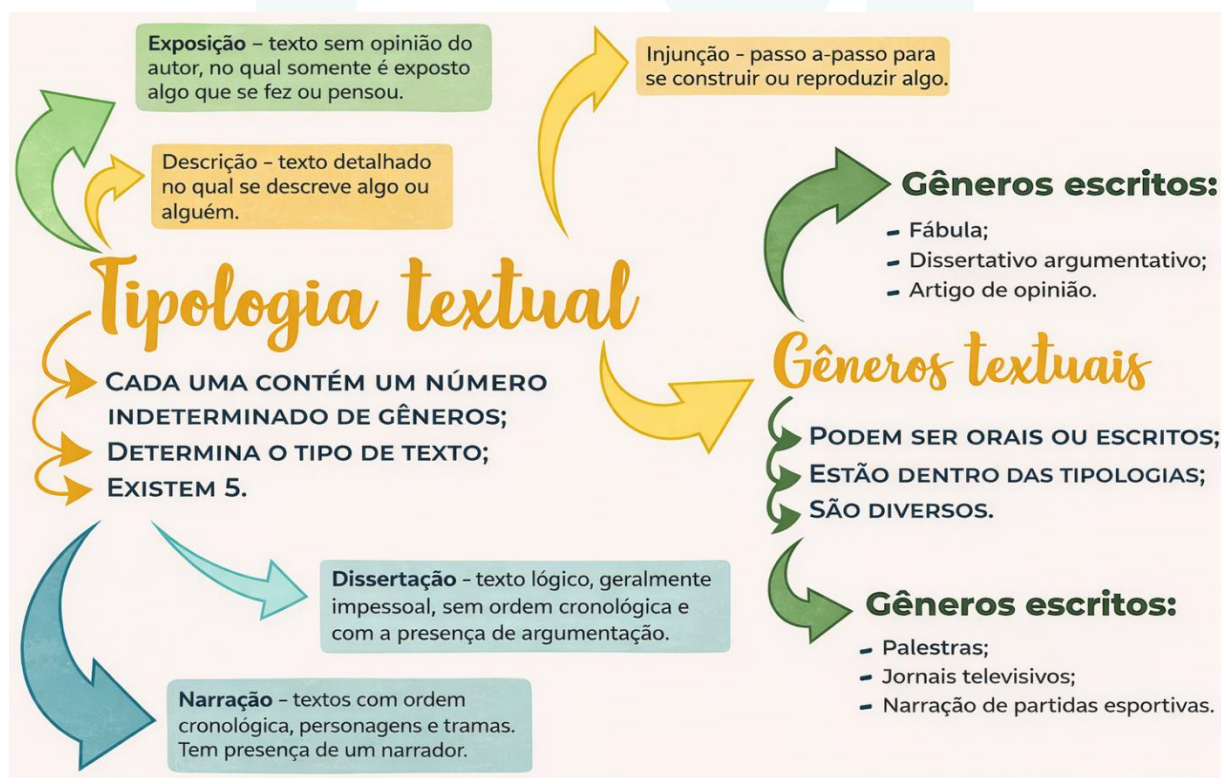 Exposição – texto sem opinião do
autor, no qual somente é exposto
algo que se fez ou pensou.
Descrição – texto detalhado
no qual se descreve algo ou
alguém.
Injunção - passo a-passo para
se construir ou reproduzir algo.
Tipologia textual
CADA UMA CONTÉM UM NÚMERO
INDETERMINADO DE GÊNEROS;
DETERMINA O TIPO DE TEXTO;
EXISTEM 5.
Dissertação - texto lógico, geralmente
impessoal, sem ordem cronológica e
com a presença de argumentação.
Narração – textos com ordem
cronológica, personagens e tramas.
Tem presença de um narrador.
Gêneros escritos:
- Fábula;
- Dissertativo argumentativo;
- Artigo de opinião.
Gêneros textuais
PODEM SER ORAIS OU ESCRITOS;
ESTÃO DENTRO DAS TIPOLOGIAS;
SÃO DIVERSOS.
Gêneros escritos:
- Palestras;
- Jornais televisivos;
- Narração de partidas esportivas.